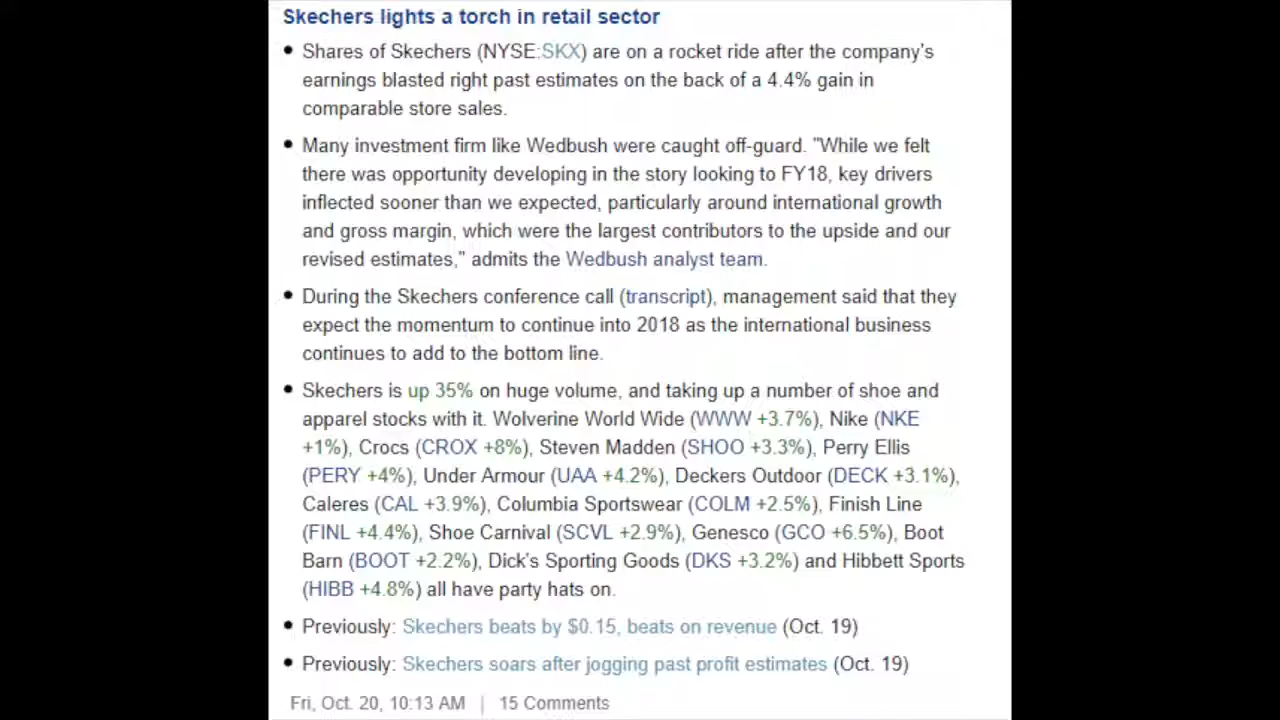 Skechers lights a torch in retail sector
• Shares of Skechers (NYSE:SKX) are on a rocket ride after the company's
earnings blasted right past estimates on the back of a 4.4% gain in
comparable store sales.
• Many investment firm like Wedbush were caught off-guard. "While we felt
there was opportunity developing in the story looking to FY18, key drivers
inflected sooner than we expected, particularly around international growth
and gross margin, which were the largest contributors to the upside and our
revised estimates," admits the Wedbush analyst team.
• During the Skechers conference call (transcript), management said that they
expect the momentum to continue into 2018 as the international business
continues to add to the bottom line.
• Skechers is up 35% on huge volume, and taking up a number of shoe and
apparel stocks with it. Wolverine World Wide (WWW +3.7%), Nike (NKE
+1%), Crocs (CROX +8%), Steven Madden (SHOO +3.3%), Perry Ellis
(PERY +4%), Under Armour (UAA +4.2%), Deckers Outdoor (DECK +3.1%),
Caleres (CAL +3.9%), Columbia Sportswear (COLM +2.5%), Finish Line
(FINL +4.4%), Shoe Carnival (SCVL +2.9%), Genesco (GCO +6.5%), Boot
Barn (BOOT +2.2%), Dick's Sporting Goods (DKS +3.2%) and Hibbett Sports
(HIBB +4.8%) all have party hats on.
• Previously: Skechers beats by $0.15, beats on revenue (Oct. 19)
• Previously: Skechers soars after jogging past profit estimates (Oct. 19)
Fri, Oct. 20, 10:13 AM | 15 Comments